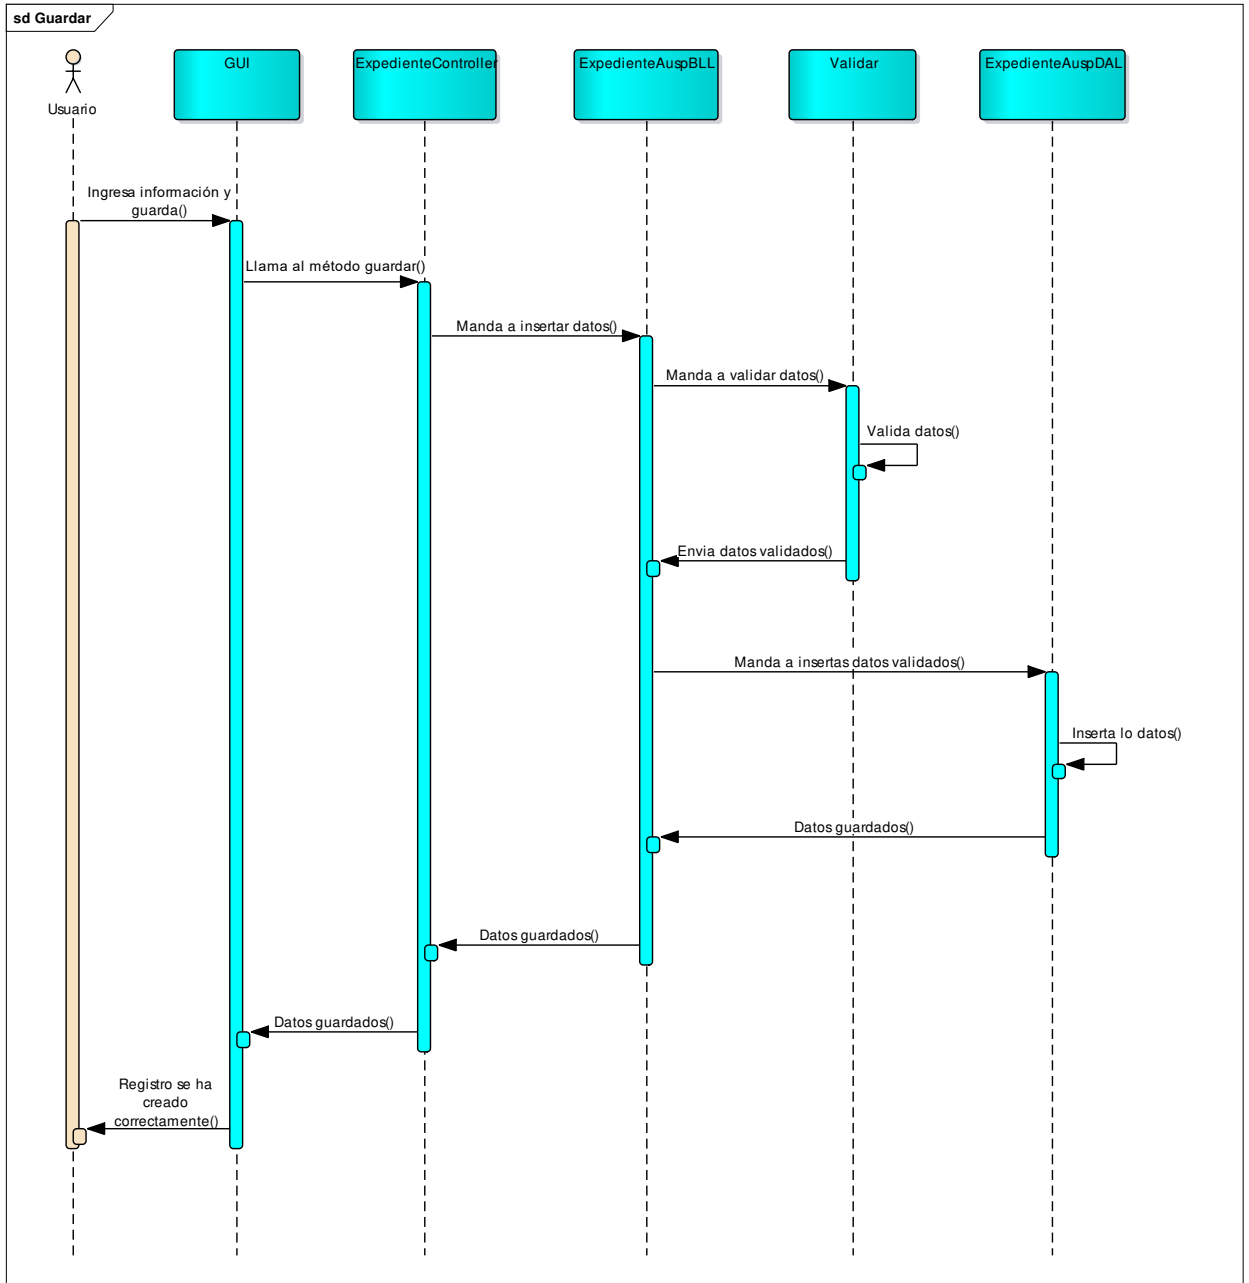 sd Guardar
Usuario
GUI
ExpedienteController
ExpedienteAuspBLL
Validar
ExpedienteAuspDAL
Ingresa información y
guarda()
Llama al método guardar()
Manda a insertar datos()
Manda a validar datos()
Valida datos()
Envia datos validados()
Manda a insertas datos validados()
Inserta lo datos()
Datos guardados()
Datos guardados()
Datos guardados()
Registro se ha
creado
correctamente()